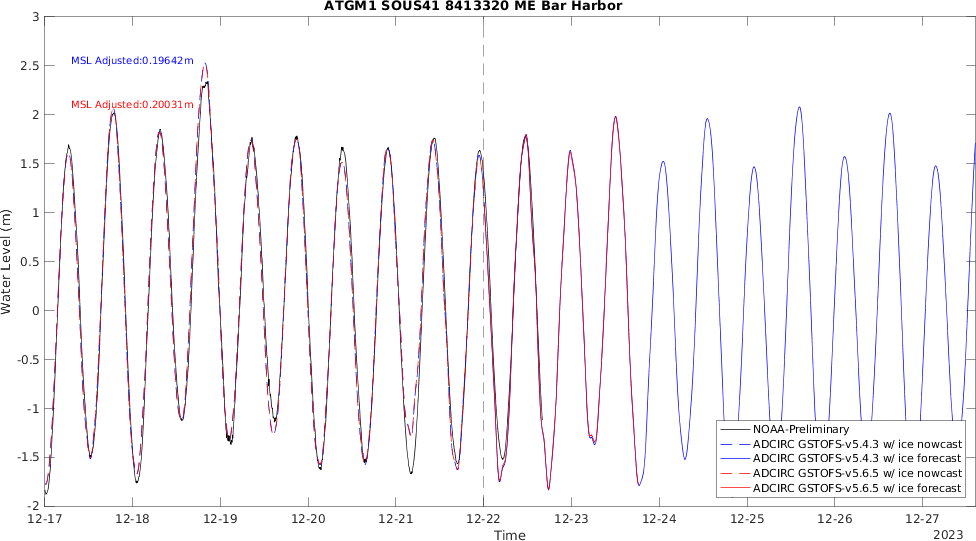 ATGM1 SOUS41 8413320 ME Bar Harbor
3
2.5
2
1.5
1
0.5
0
-0.5
-1
-1.5
-2
Water Level (m)
MSL Adjusted:0.19642m
MSL Adjusted:0.20031m
NOAA-Preliminary
ADCIRC GSTOFS-v5.4.3 w/ ice nowcast
ADCIRC GSTOFS-v5.4.3 w/ ice forecast
ADCIRC GSTOFS-v5.6.5 w/ ice nowcast
ADCIRC GSTOFS-v5.6.5 w/ ice forecast
12-17 12-18 12-19 12-20 12-21 12-22 12-23 12-24 12-25 12-26 12-27
Time
2023